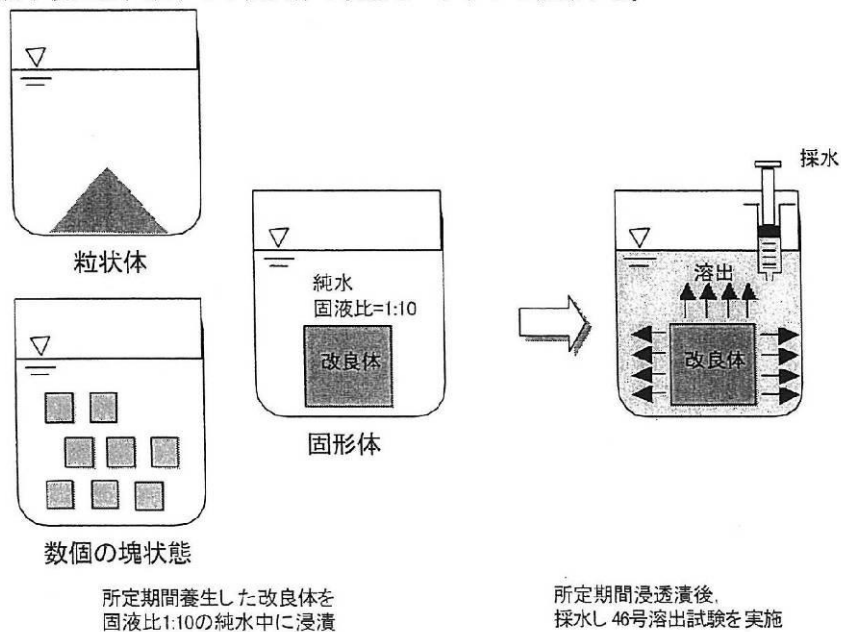 粒状体
数個の塊状態
純水
固液比=1:10
改良体
固形体
採水
溶出
改良体
所定期間養生した改良体を
固液比1:10の純水中に浸漬
所定期間浸透漬後,
採水し46号溶出試験を実施